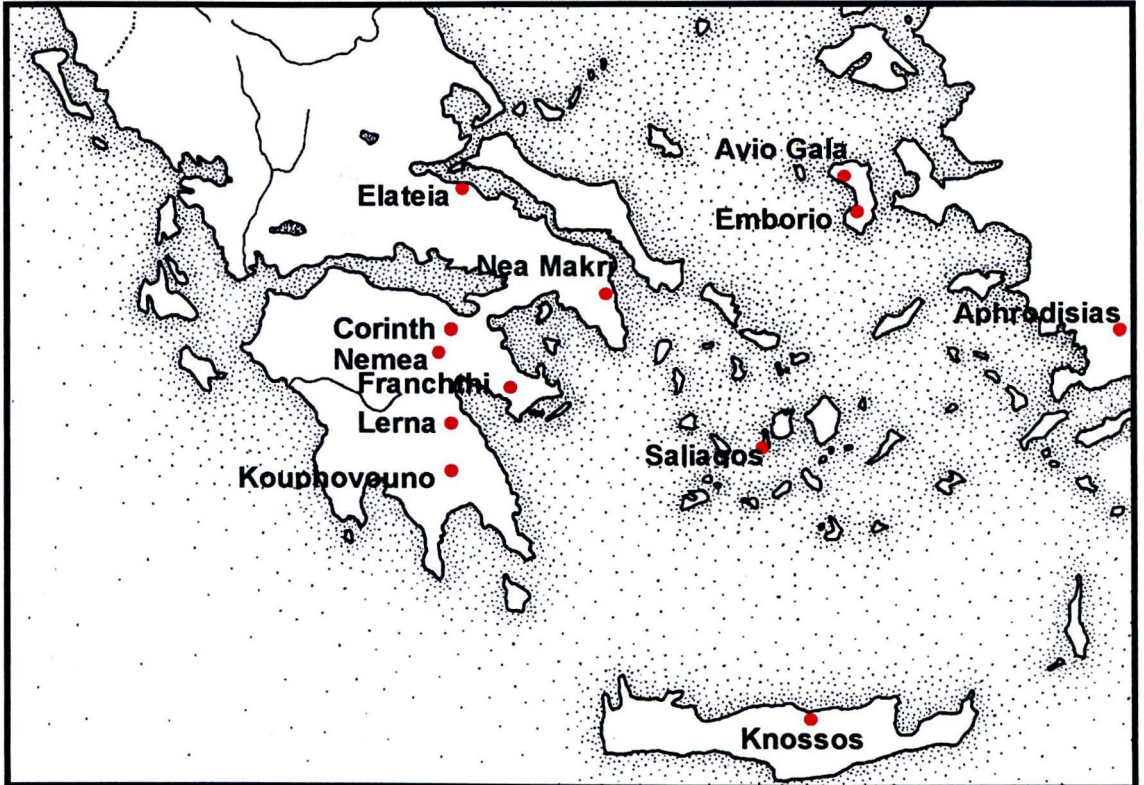 Avio Gala
Elateia
Emborio
Nea Makri
Aphrodisias
Corinth
Nemea
Franchthi
Lerna
Saliagos
Kouphovouno
Knossos